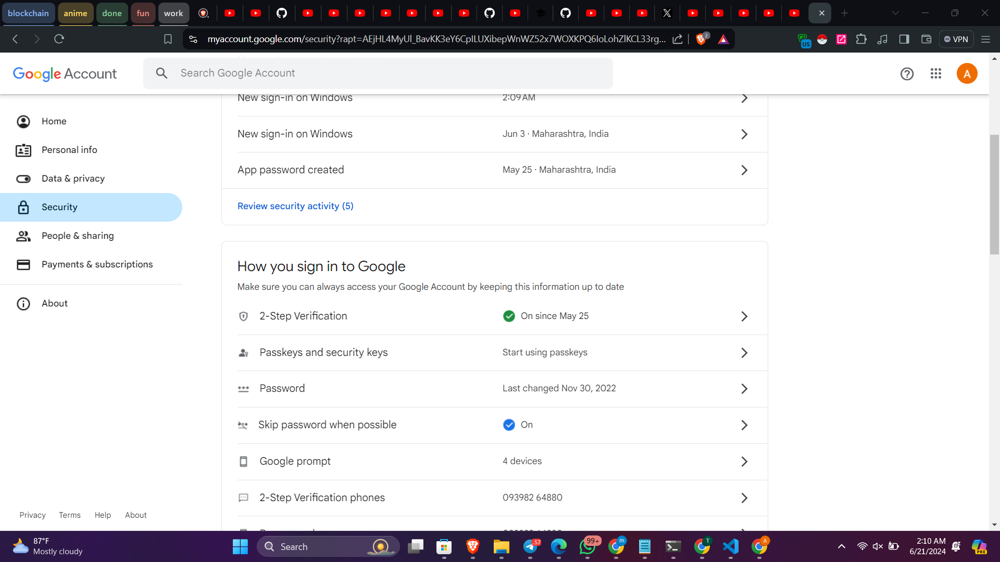 blockchain anime done fun work
myaccount.google.com/security?rapt=AEjHL4MyUl_BavKK3eY6CpILUXibepWnWZ52x7WOXKPQ6IoLohZlKCL33rg... 2 US VPN
Google Account Search Google Account A
New sign-in on Windows 2:09 AM
Home
New sign-in on Windows Jun 3 · Maharashtra, India
Personal info
App password created May 25 · Maharashtra, India
Data & privacy
Review security activity (5)
Security
People & sharing
Payments & subscriptions
How you sign in to Google
Make sure you can always access your Google Account by keeping this information up to date
About
2-Step Verification On since May 25
Passkeys and security keys Start using passkeys
Password Last changed Nov 30, 2022
Skip password when possible On
Google prompt 4 devices
2-Step Verification phones 093982 64880
Privacy Terms Help About
87°F
Mostly cloudy
Search
.57 99+ m T A
2:10 AM
6/21/2024
PRE